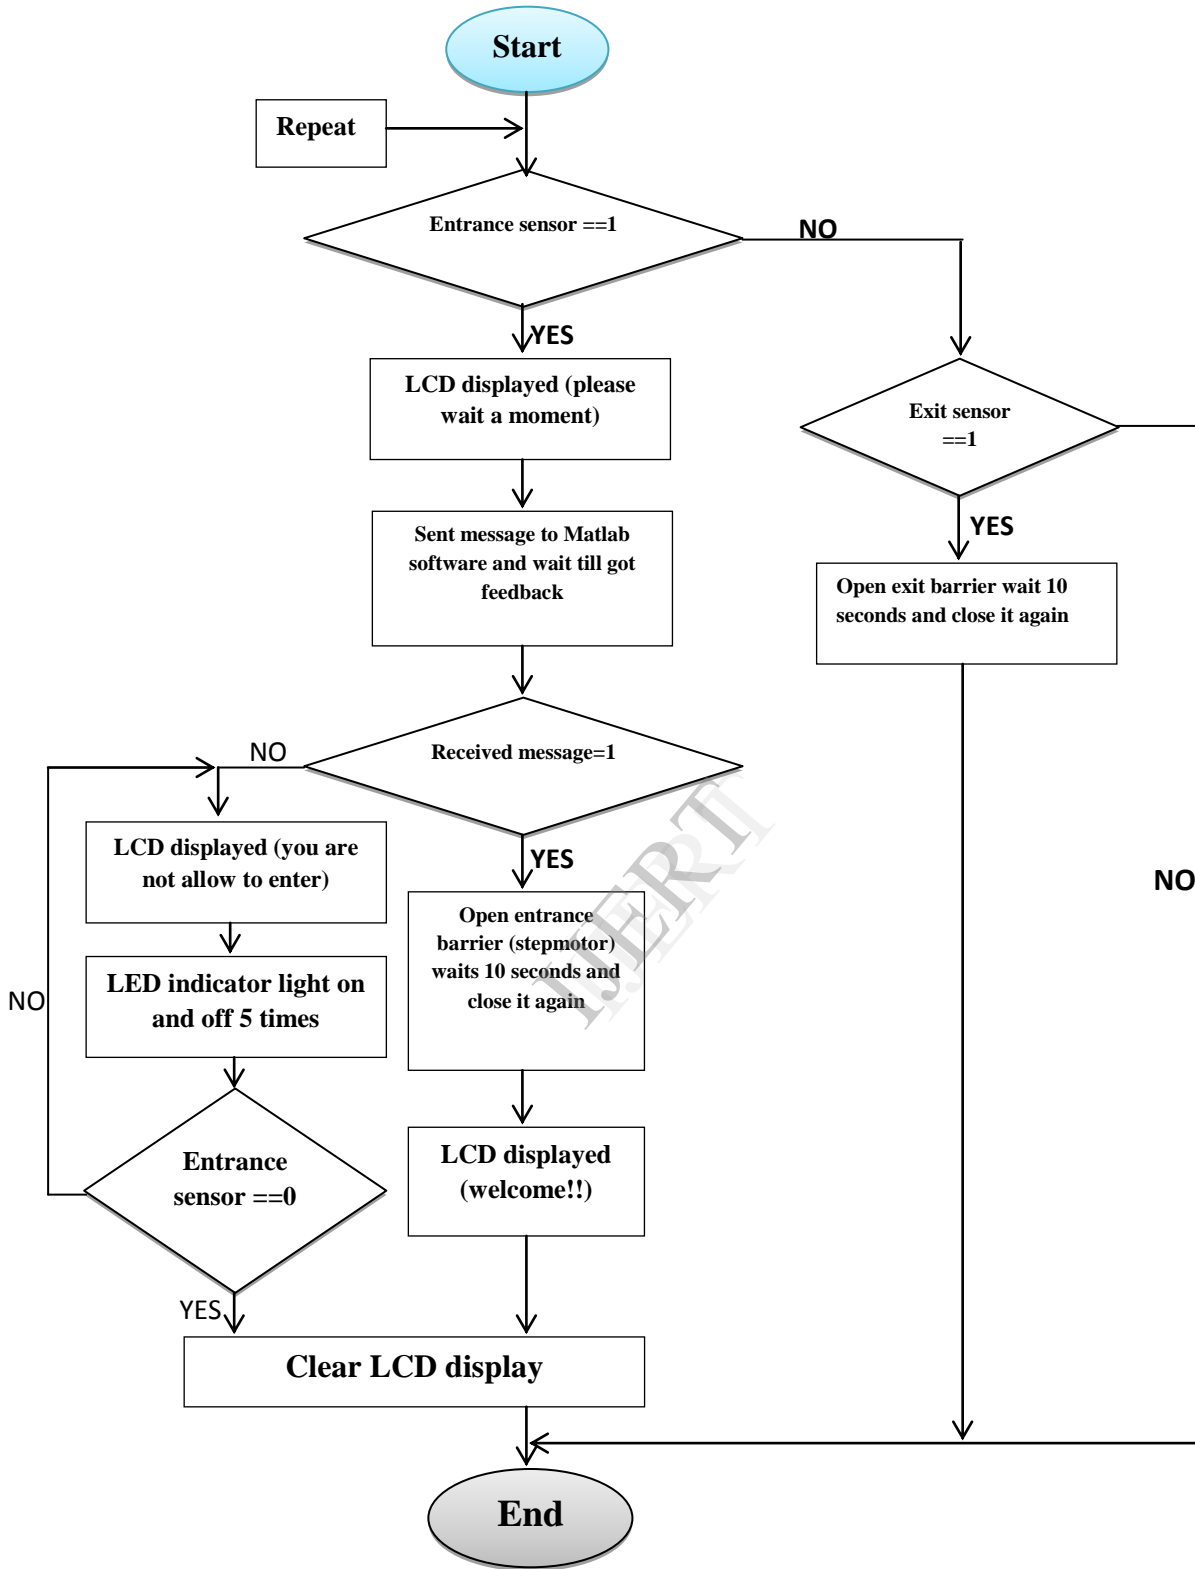 Start
Repeat
Entrance sensor ==1
NO
YES
LCD displayed (please
wait a moment)
Exit sensor
==1
YES
Sent message to Matlab
software and wait till got
feedback
Open exit barrier wait 10
seconds and close it again
Received message=1
NO
YES
LCD displayed (you are
not allow to enter)
NO
Open entrance
barrier (stepmotor)
waits 10 seconds and
close it again
IJERT
LED indicator light on
and off 5 times
NO
Entrance
sensor ==0
LCD displayed
(welcome!!)
YES
Clear LCD display
End